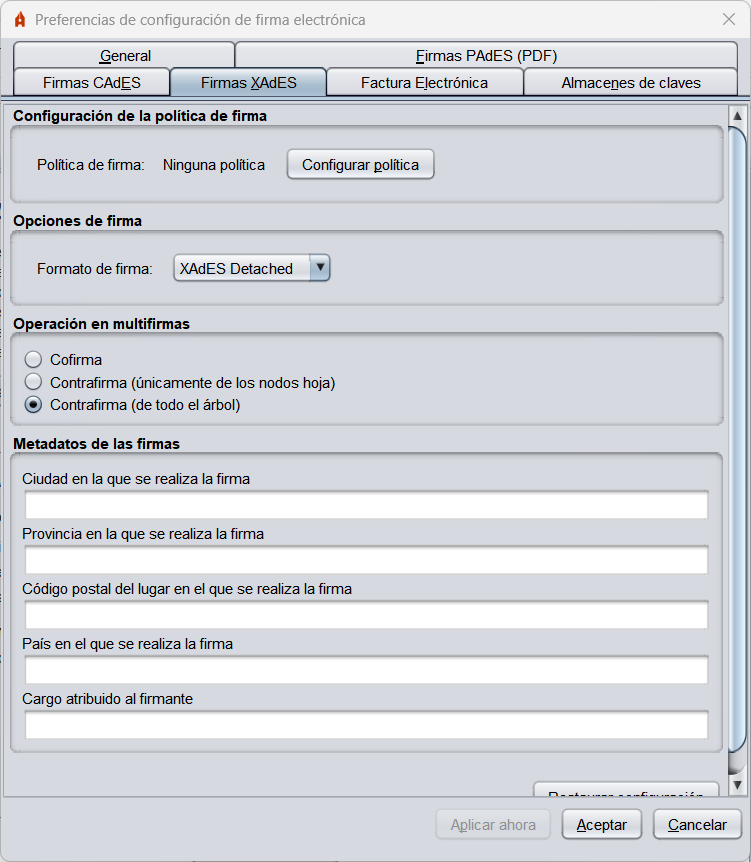 Preferencias de configuración de firma electrónica
General
Firmas PAdES (PDF)
Firmas CAdES
Firmas XAdES
Factura Electrónica
Almacenes de claves
Configuración de la política de firma
Política de firma: Ninguna política Configurar política
Opciones de firma
Formato de firma: XAdES Detached
Operación en multifirmas
Cofirma
Contrafirma (únicamente de los nodos hoja)
Contrafirma (de todo el árbol)
Metadatos de las firmas
Ciudad en la que se realiza la firma
Provincia en la que se realiza la firma
Código postal del lugar en el que se realiza la firma
País en el que se realiza la firma
Cargo atribuido al firmante
Restaurar configuración
Aplicar ahora
Aceptar
Cancelar